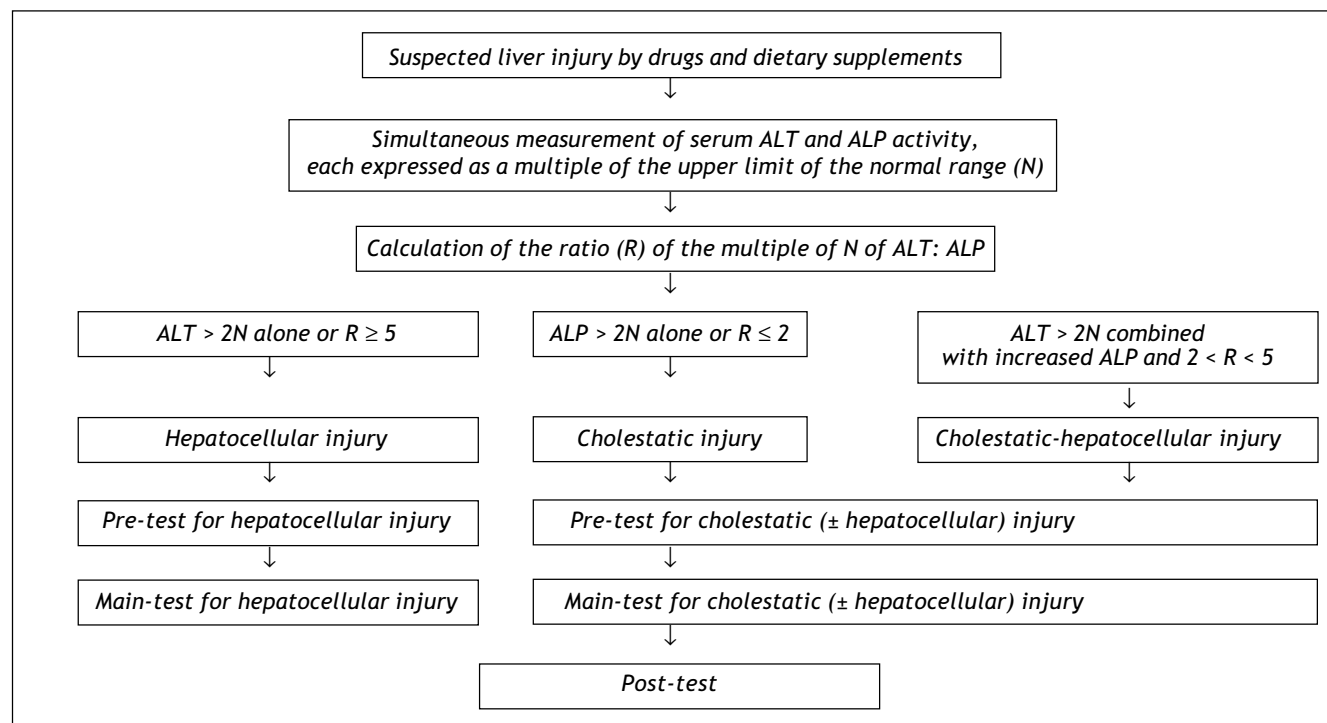 Suspected liver injury by drugs and dietary supplements
↓
Simultaneous measurement of serum ALT and ALP activity,
each expressed as a multiple of the upper limit of the normal range (N)
↓
Calculation of the ratio (R) of the multiple of N of ALT: ALP
↓
ALT > 2N alone or R ≥ 5
↓
Hepatocellular injury
↓
Pre-test for hepatocellular injury
↓
Main-test for hepatocellular injury
ALP > 2N alone or R ≤ 2
↓
Cholestatic injury
↓
ALT > 2N combined
with increased ALP and 2 < R < 5
↓
Cholestatic-hepatocellular injury
↓
Pre-test for cholestatic (± hepatocellular) injury
↓
Main-test for cholestatic (± hepatocellular) injury
↓
Post-test